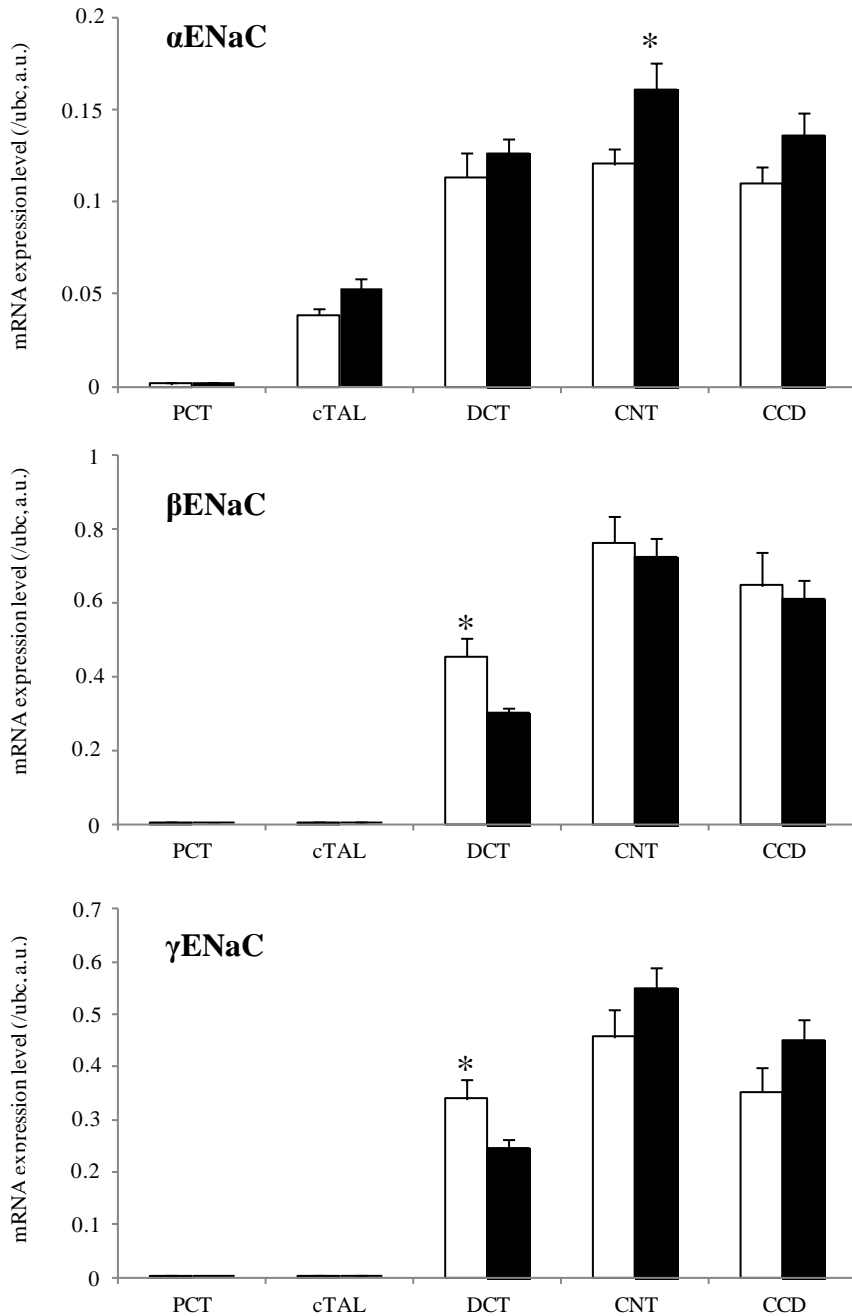 αENaC
mRNA expression level (/ubc, a.u.)
0.2
0.15
0.1
0.05
0
*
PCT cTAL DCT CNT CCD
βENaC
mRNA expression level (/ubc, a.u.)
1
0.8
0.6
0.4
0.2
0
*
PCT cTAL DCT CNT CCD
γENaC
mRNA expression level (/ubc, a.u.)
0.7
0.6
0.5
0.4
0.3
0.2
0.1
0
*
PCT cTAL DCT CNT CCD